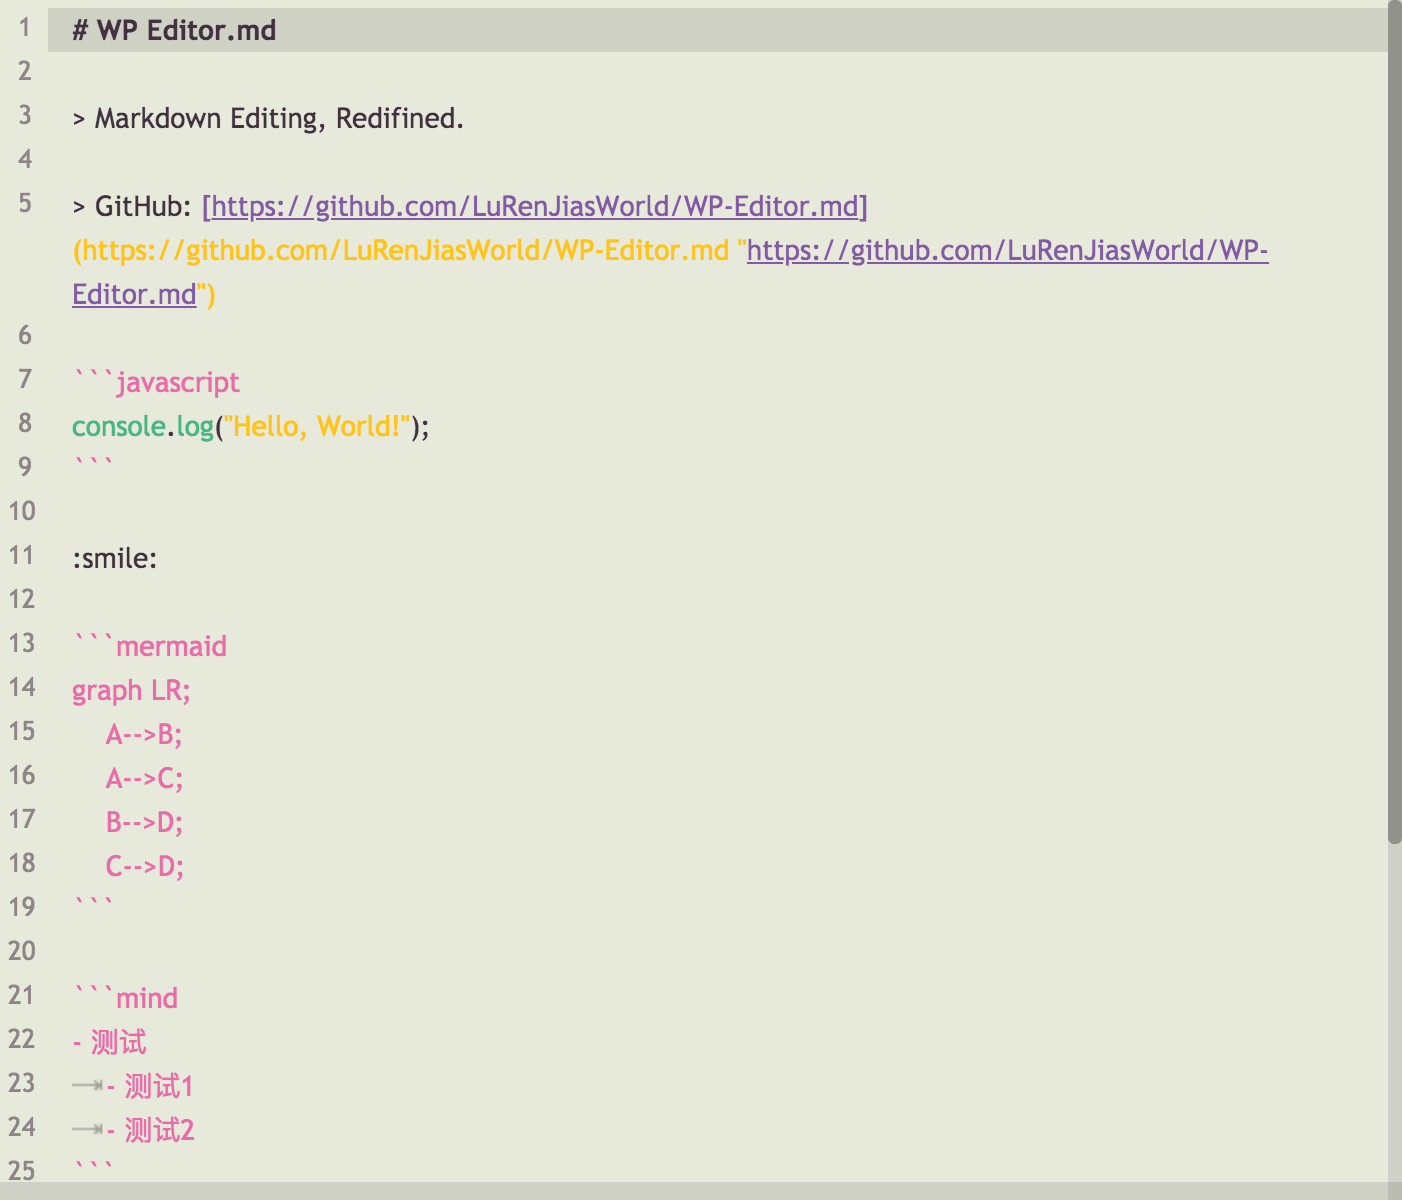 1 # WP Editor.md
2
3 > Markdown Editing, Redifined.
4
5 > GitHub: [https://github.com/LuRenJiasWorld/WP-Editor.md]
(https://github.com/LuRenJiasWorld/WP-Editor.md "https://github.com/LuRenJiasWorld/WP-
Editor.md")
6
7 ```javascript
8 console.log("Hello, World!");
9 ```
10
11 :smile:
12
13 ```mermaid
14 graph LR;
15     A-->B;
16     A-->C;
17     B-->D;
18     C-->D;
19 ```
20
21 ```mind
22 - 测试
23     - 测试1
24     - 测试2
25 ```